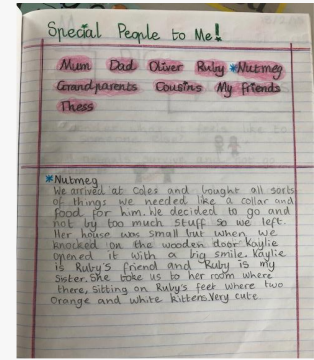 Special People to Me!
Mum Dad Oliver Ruby *Nutmeg
Grandparents Cousins My friends
Thess
*Nutmeg
We arrived at Coles and bought all sorts
of things we needed like a collar and
food for him. We decided to go and
not by too much stuff so we left.
Her house was small but when we
knocked on the wooden door Kaylie
opened it with a big smile. Kaylie
is Ruby's friend and Ruby is my
sister. She toke us to her room where
there, sitting on Ruby's feet where two
Orange and white kittens. Very cute